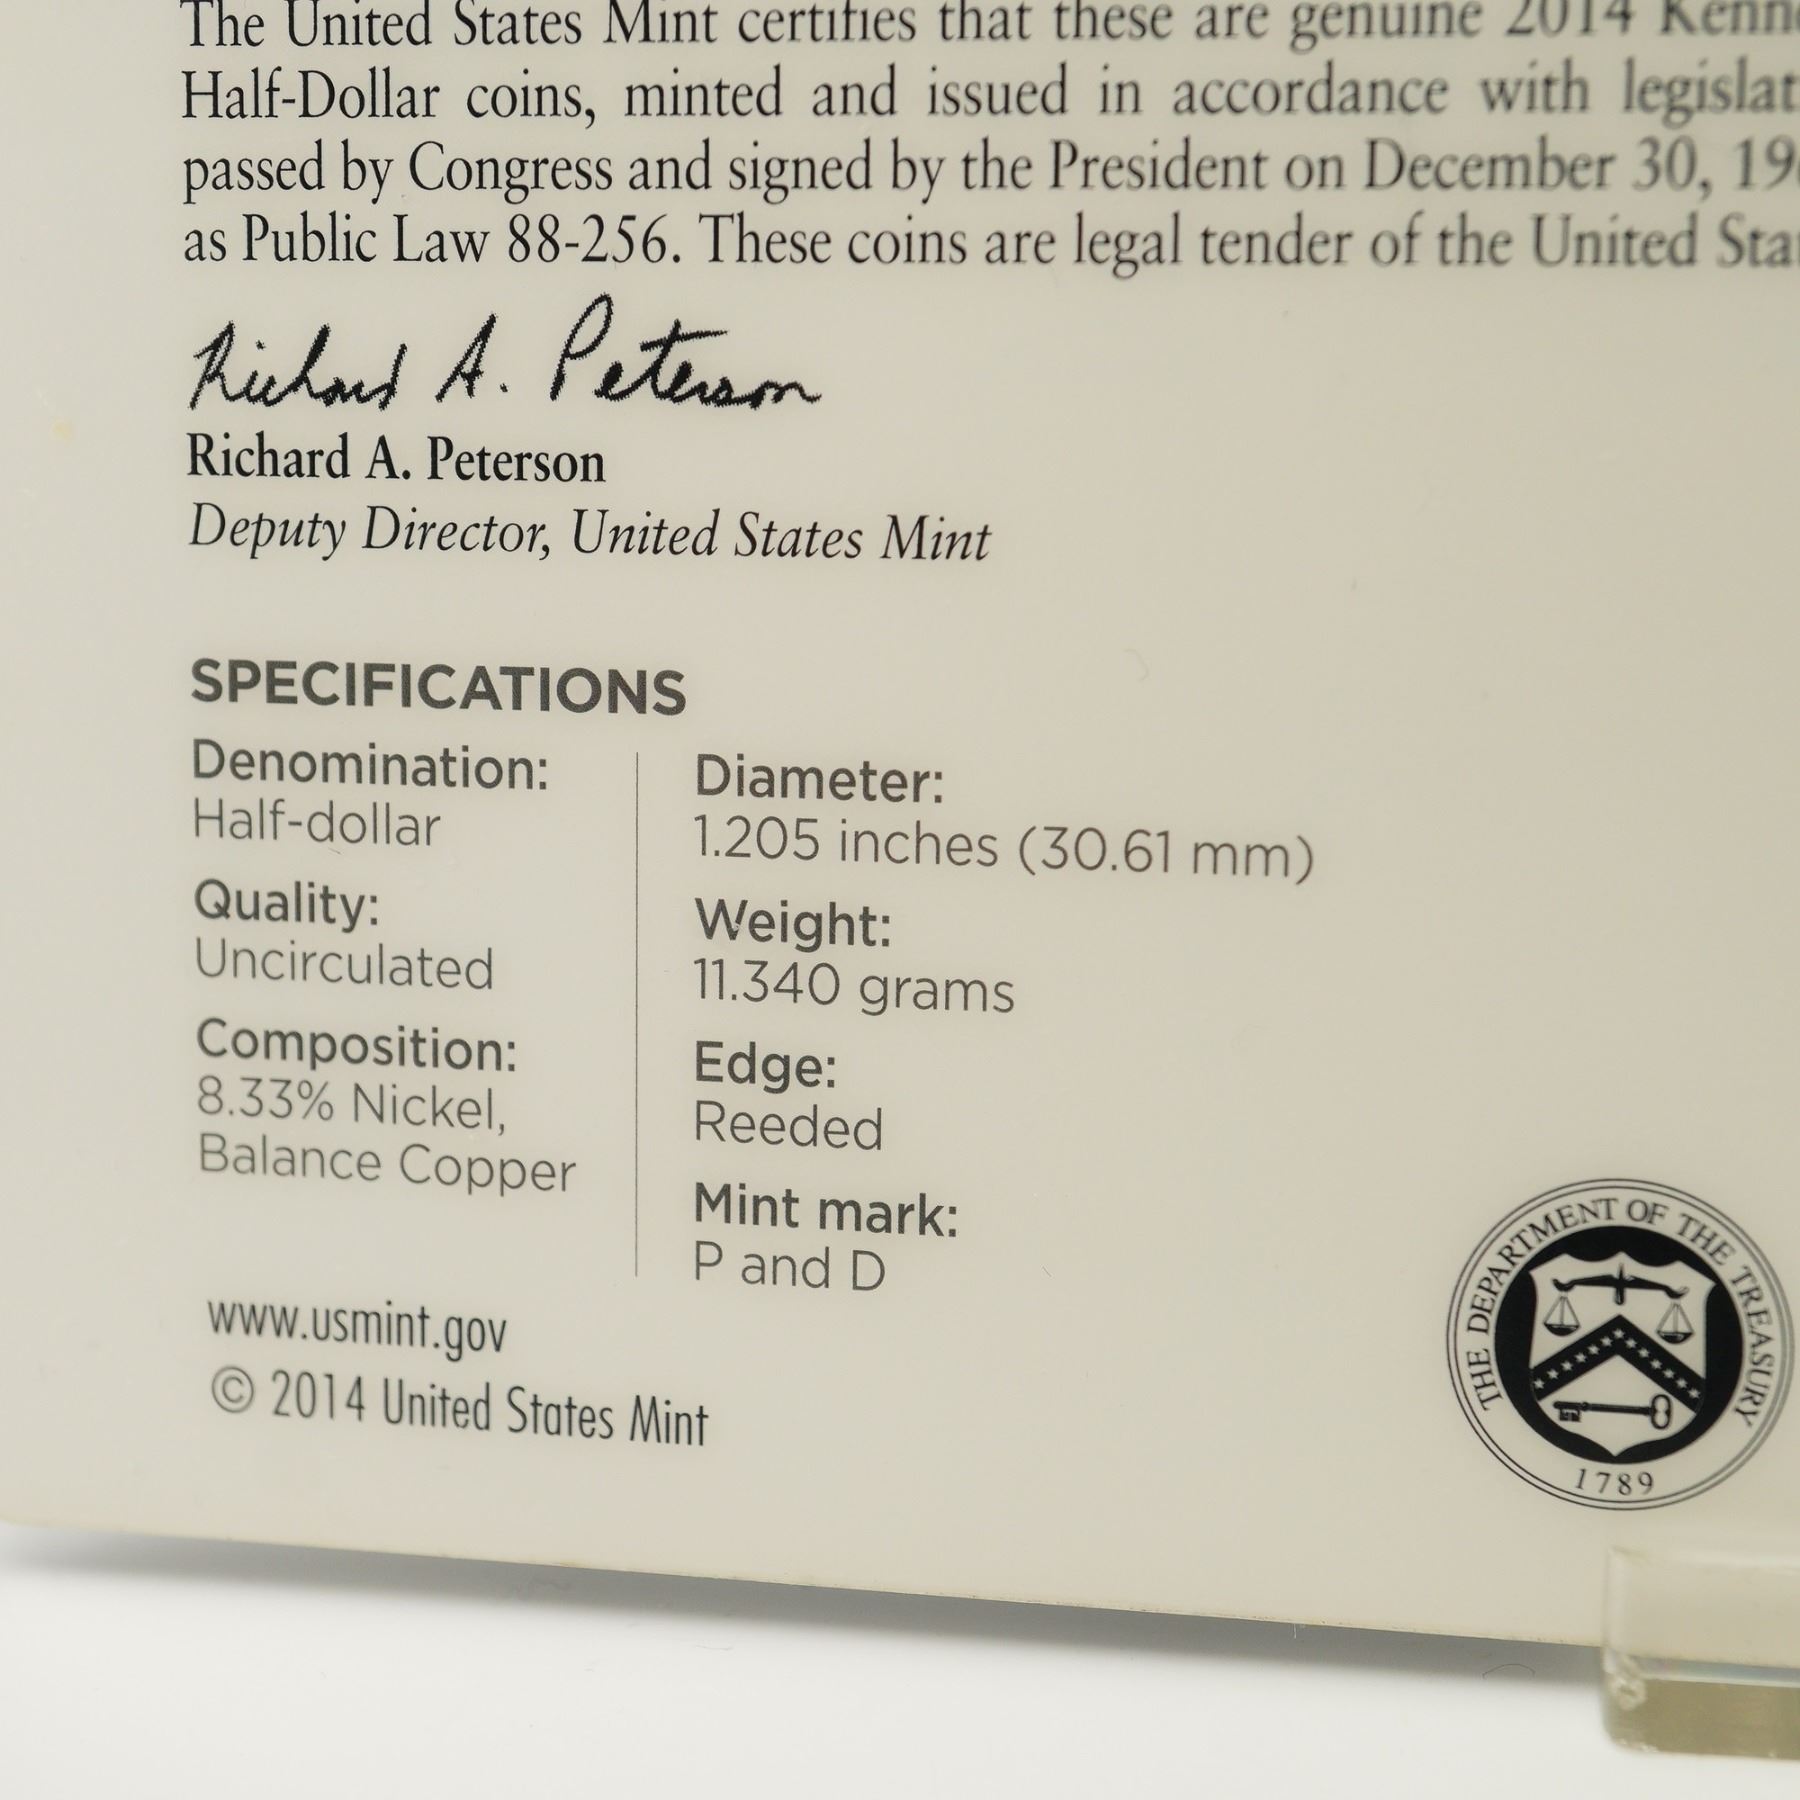 The United States Mint certifies that these are genuine 2014
Half-Dollar coins, minted and issued in accordance with
passed by Congress and signed by the President on December 30,
as Public Law 88-256. These coins are legal tender of the United
Richard A. Peterson
Richard A. Peterson
Deputy Director, United States Mint
SPECIFICATIONS
Denomination:
Half-dollar
Quality:
Uncirculated
Composition:
8.33% Nickel,
Balance Copper
Diameter:
1.205 inches (30.61 mm)
Weight:
11.340 grams
Edge:
Reeded
Mint mark:
P and D
www.usmint.gov
© 2014 United States Mint
THE DEPARTMENT OF THE TREASURY
1789